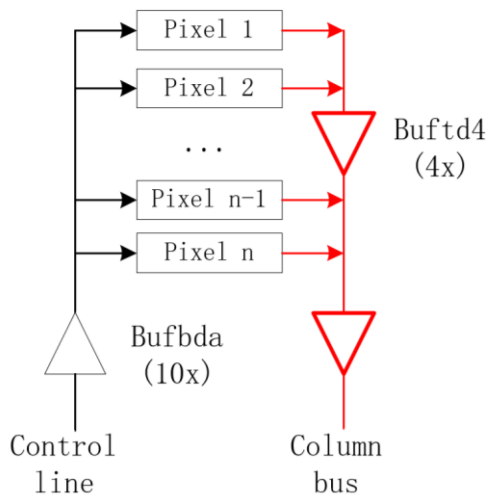 Pixel 1
Pixel 2
Buftd4
(4x)
...
Pixel n-1
Pixel n
Bufbda
(10x)
Control
line
Column
bus